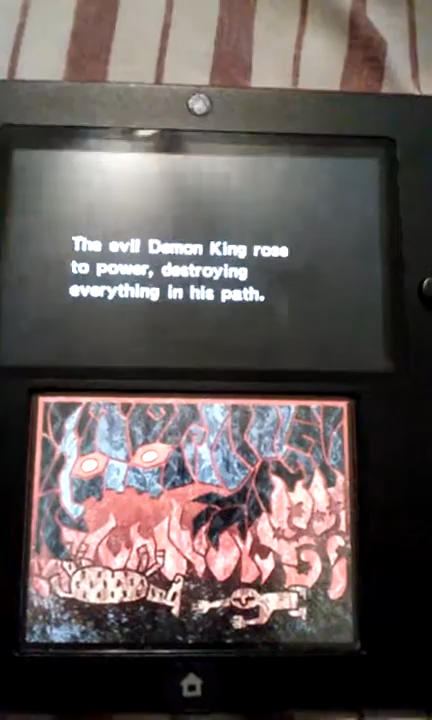 The evil Demon King rose
to power, destroying
everything in his path.